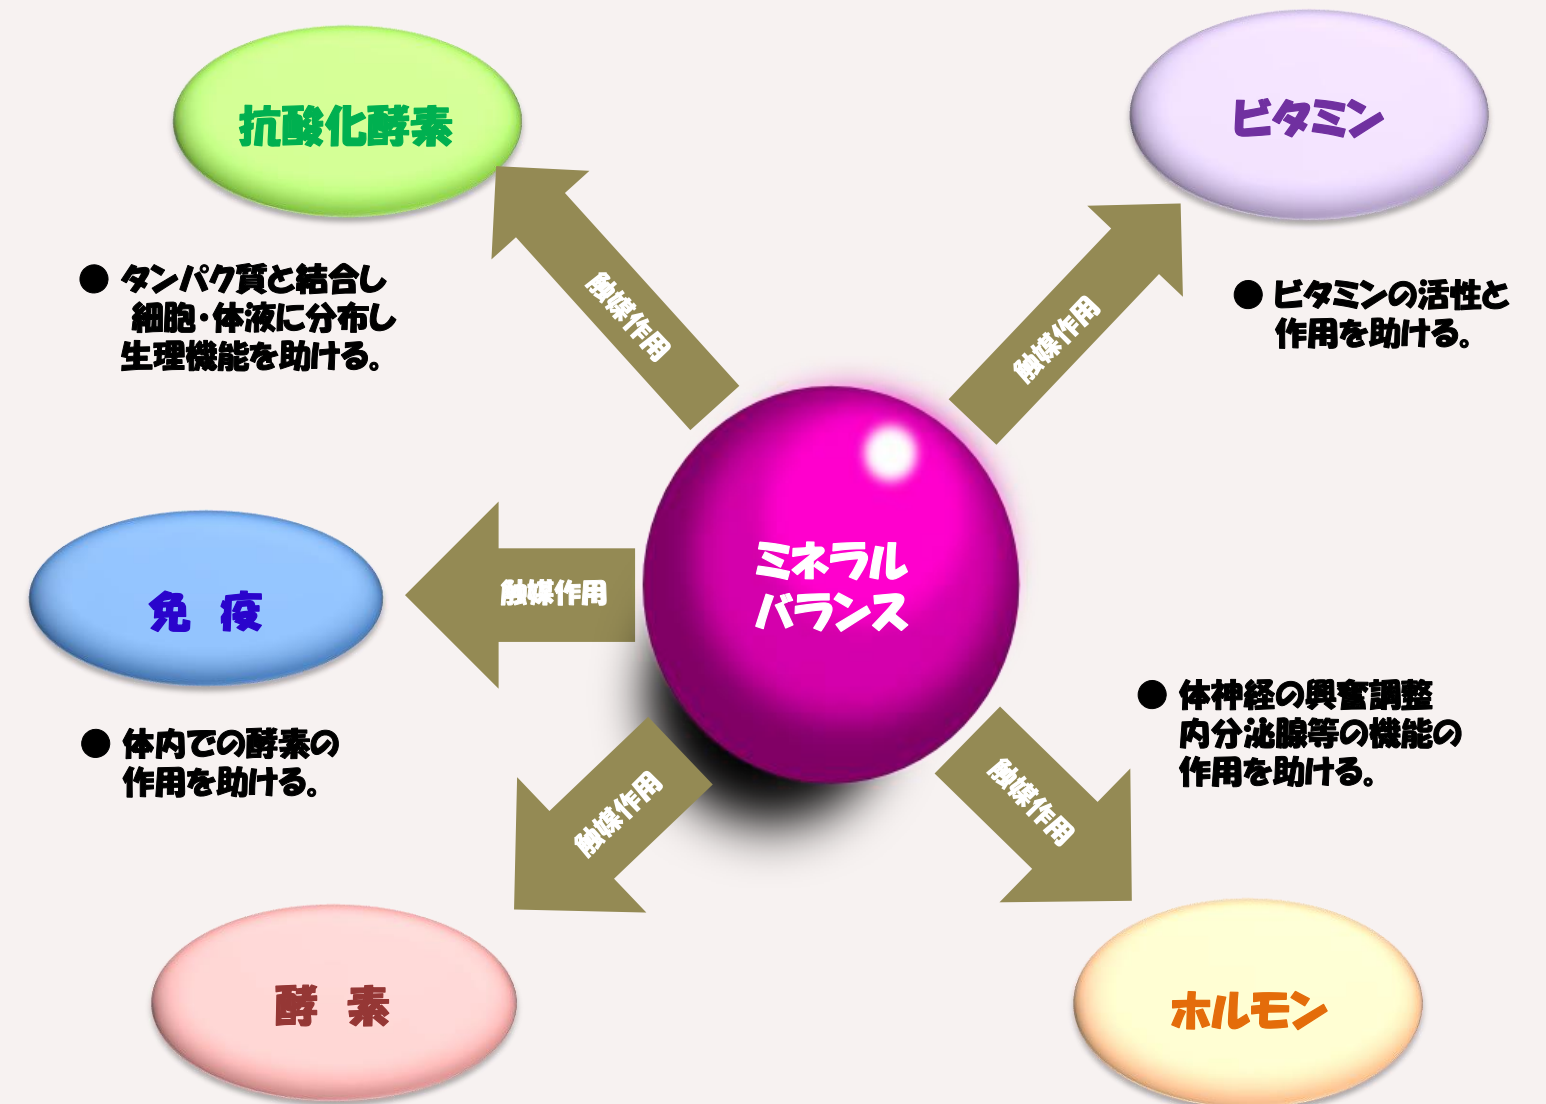 抗酸化酵素
● タンパク質と結合し
細胞・体液に分布し
生理機能を助ける。
触媒作用
ビタミン
● ビタミンの活性と
作用を助ける。
触媒作用
ミネラル
バランス
免 疫
触媒作用
● 体内での酵素の
作用を助ける。
触媒作用
酵 素
● 体神経の興奮調整
内分泌腺等の機能の
作用を助ける。
触媒作用
ホルモン